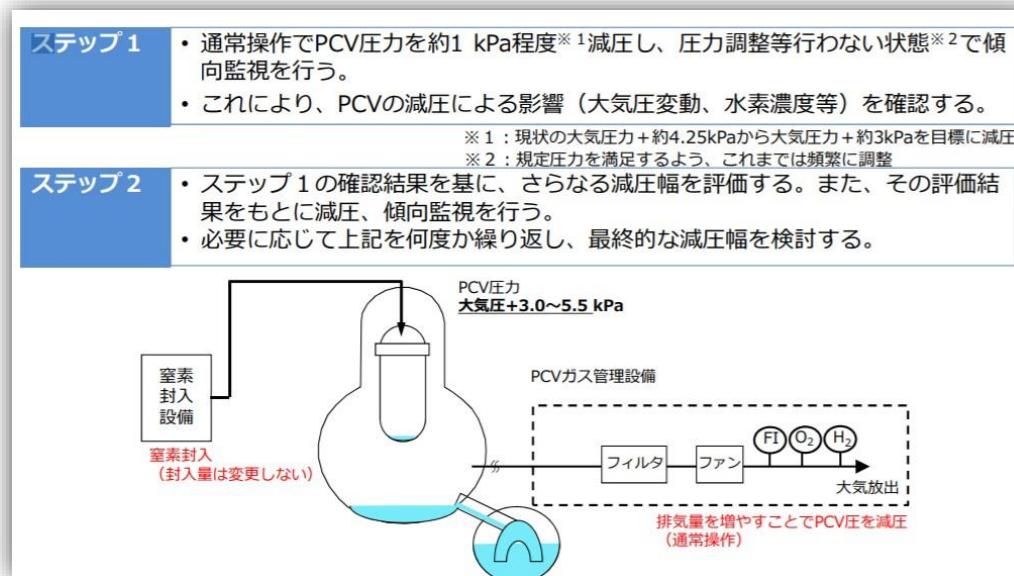 ステップ1
• 通常操作でPCV圧力を約1 kPa程度※1減圧し、圧力調整等行わない状態※2で傾
向監視を行う。
• これにより、PCVの減圧による影響（大気圧変動、水素濃度等）を確認する。
※1：現状の大気圧力＋約4.25kPaから大気圧力＋約3kPaを目標に減圧
※2：規定圧力を満足するよう、これまでは頻繁に調整
ステップ2
• ステップ1の確認結果を基に、さらなる減圧幅を評価する。また、その評価結
果をもとに減圧、傾向監視を行う。
• 必要に応じて上記を何度か繰り返し、最終的な減圧幅を検討する。
PCV圧力
大気圧+3.0～5.5 kPa
窒素
封入
設備
窒素封入
（封入量は変更しない）
PCVガス管理設備
フィルタ
ファン
FI
O2
H2
大気放出
排気量を増やすことでPCV圧を減圧
（通常操作）